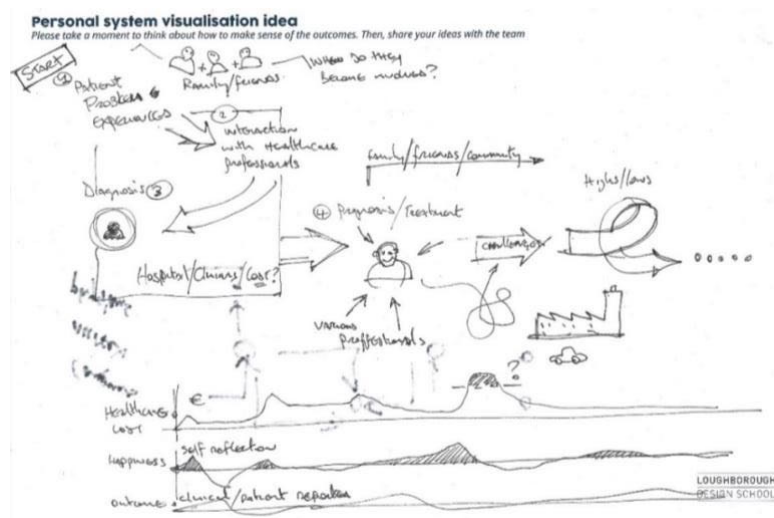 Personal system visualisation idea
Please take a moment to think about how to make sense of the outcomes. Then, share your ideas with the team
Start
When do they
become involved?
Family/friends
1
Patient
Problem &
Experiences
2
interaction
with Healthcare
professionals
family/friends/community
Highs/lows
Diagnosis 3
4 Prognosis/Treatment
challenges
Hospital/Clinians/Cost?
various
proffesionals
?
€
Healthcare
cost
self reflection
happiness
clinical/patient reported
outcome
LOUGHBOROUGH
DESIGN SCHOOL